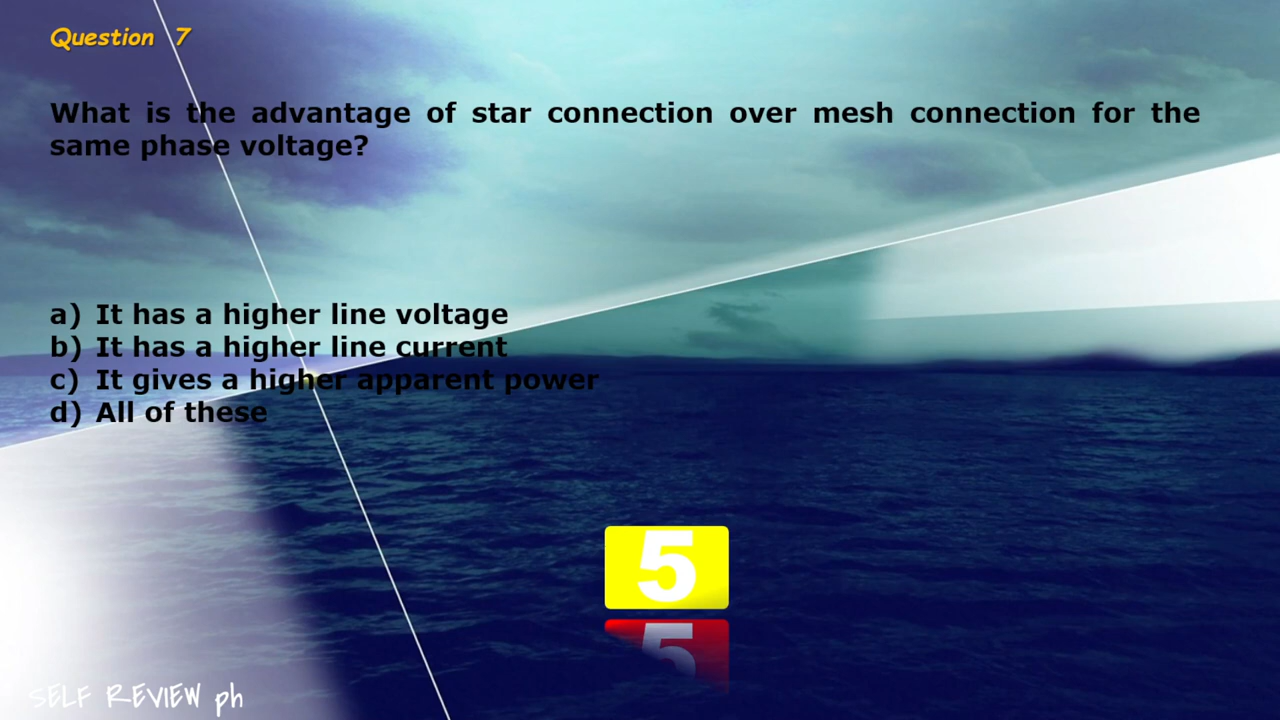 Question 7
What is the advantage of star connection over mesh connection for the
same phase voltage?
a) It has a higher line voltage
b) It has a higher line current
c) It gives a higher apparent power
d) All of these
5
5
SELF REVIEW ph